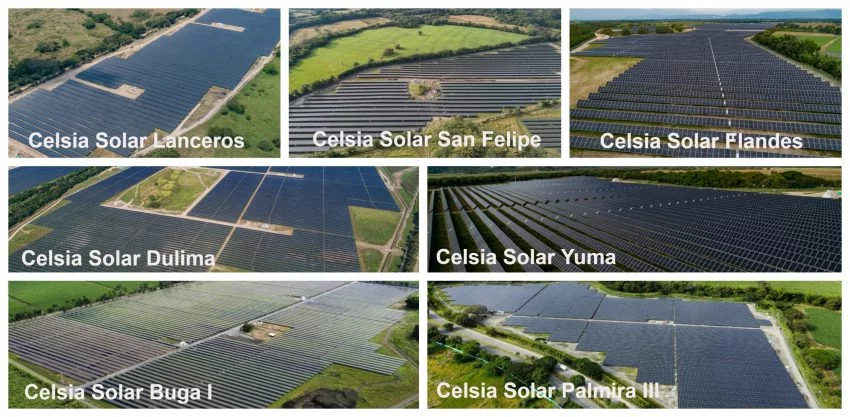 Celsia Solar Lanceros
Celsia Solar San Felipe
Celsia Solar Flandes
Celsia Solar Dulima
Celsia Solar Yuma
Celsia Solar Buga I
Celsia Solar Palmira III